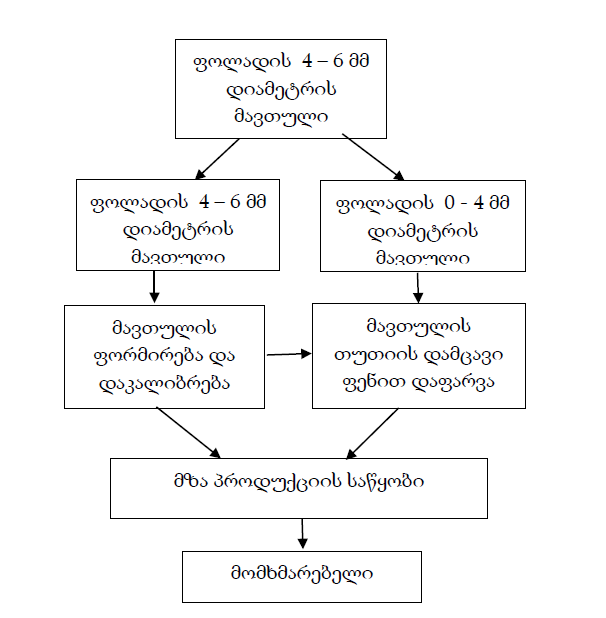 ფოლადის 4 – 6 მმ
დიამეტრის
მავთული
ფოლადის 4 – 6 მმ
დიამეტრის
მავთული
ფოლადის 0 - 4 მმ
დიამეტრის
მავთული
მავთულის
ფორმირება და
დაკალიბრება
მავთულის
თუთიის დამცავი
ფენით დაფარვა
მზა პროდუქციის საწყობი
მომხმარებელი